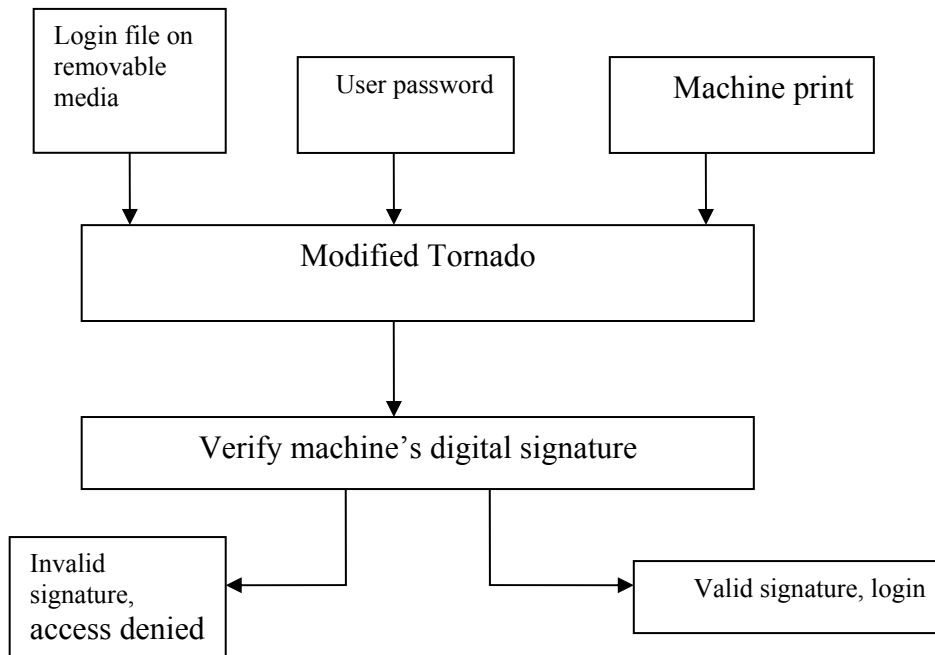 Login file on
removable
media
User password
Machine print
Modified Tornado
Verify machine’s digital signature
Invalid
signature,
access denied
Valid signature, login